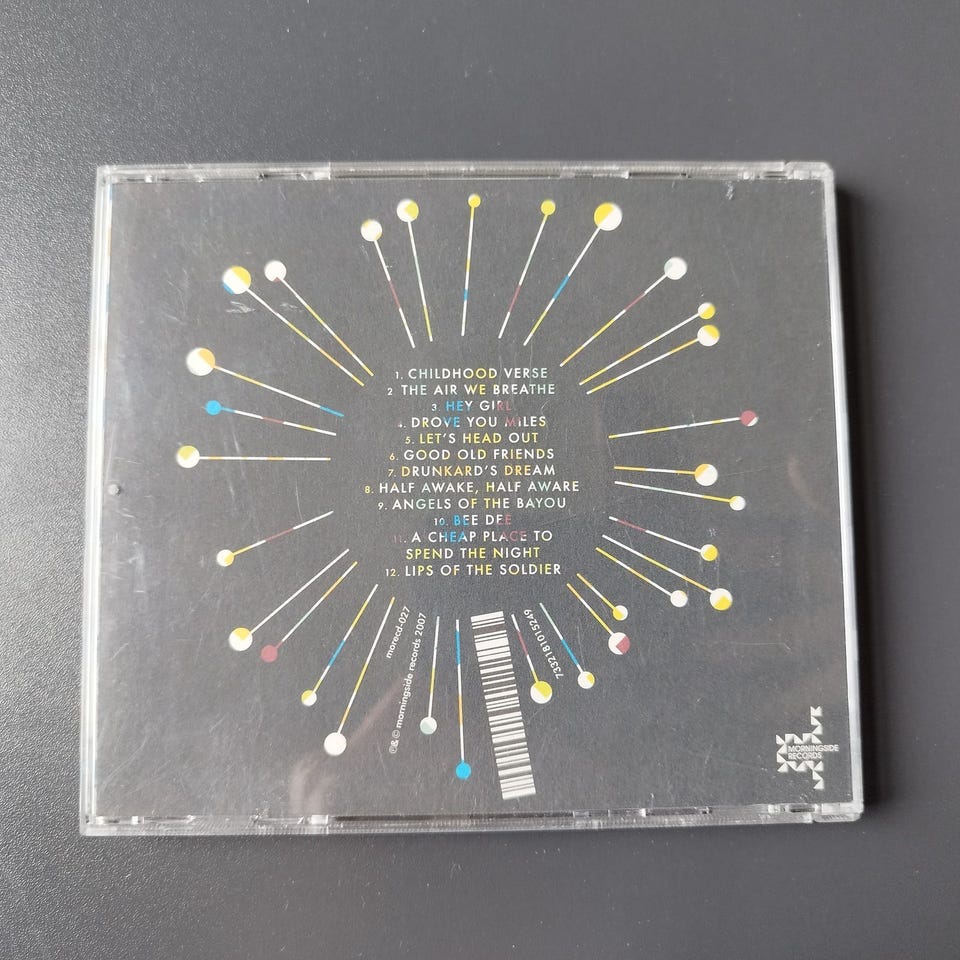 1. CHILDHOOD VERSE
2. THE AIR WE BREATHE
3. HEY GIRL
4. DROVE YOU MILES
5. LET'S HEAD OUT
6. GOOD OLD FRIENDS
7. DRUNKARD'S DREAM
8. HALF AWAKE, HALF AWARE
9. ANGELS OF THE BAYOU
10. BEE DEE
11. A CHEAP PLACE TO
SPEND THE NIGHT
12. LIPS OF THE SOLDIER
morecd-027
℗ & © morningside records 2007
7332181015249
MORNINGSIDE
RECORDS